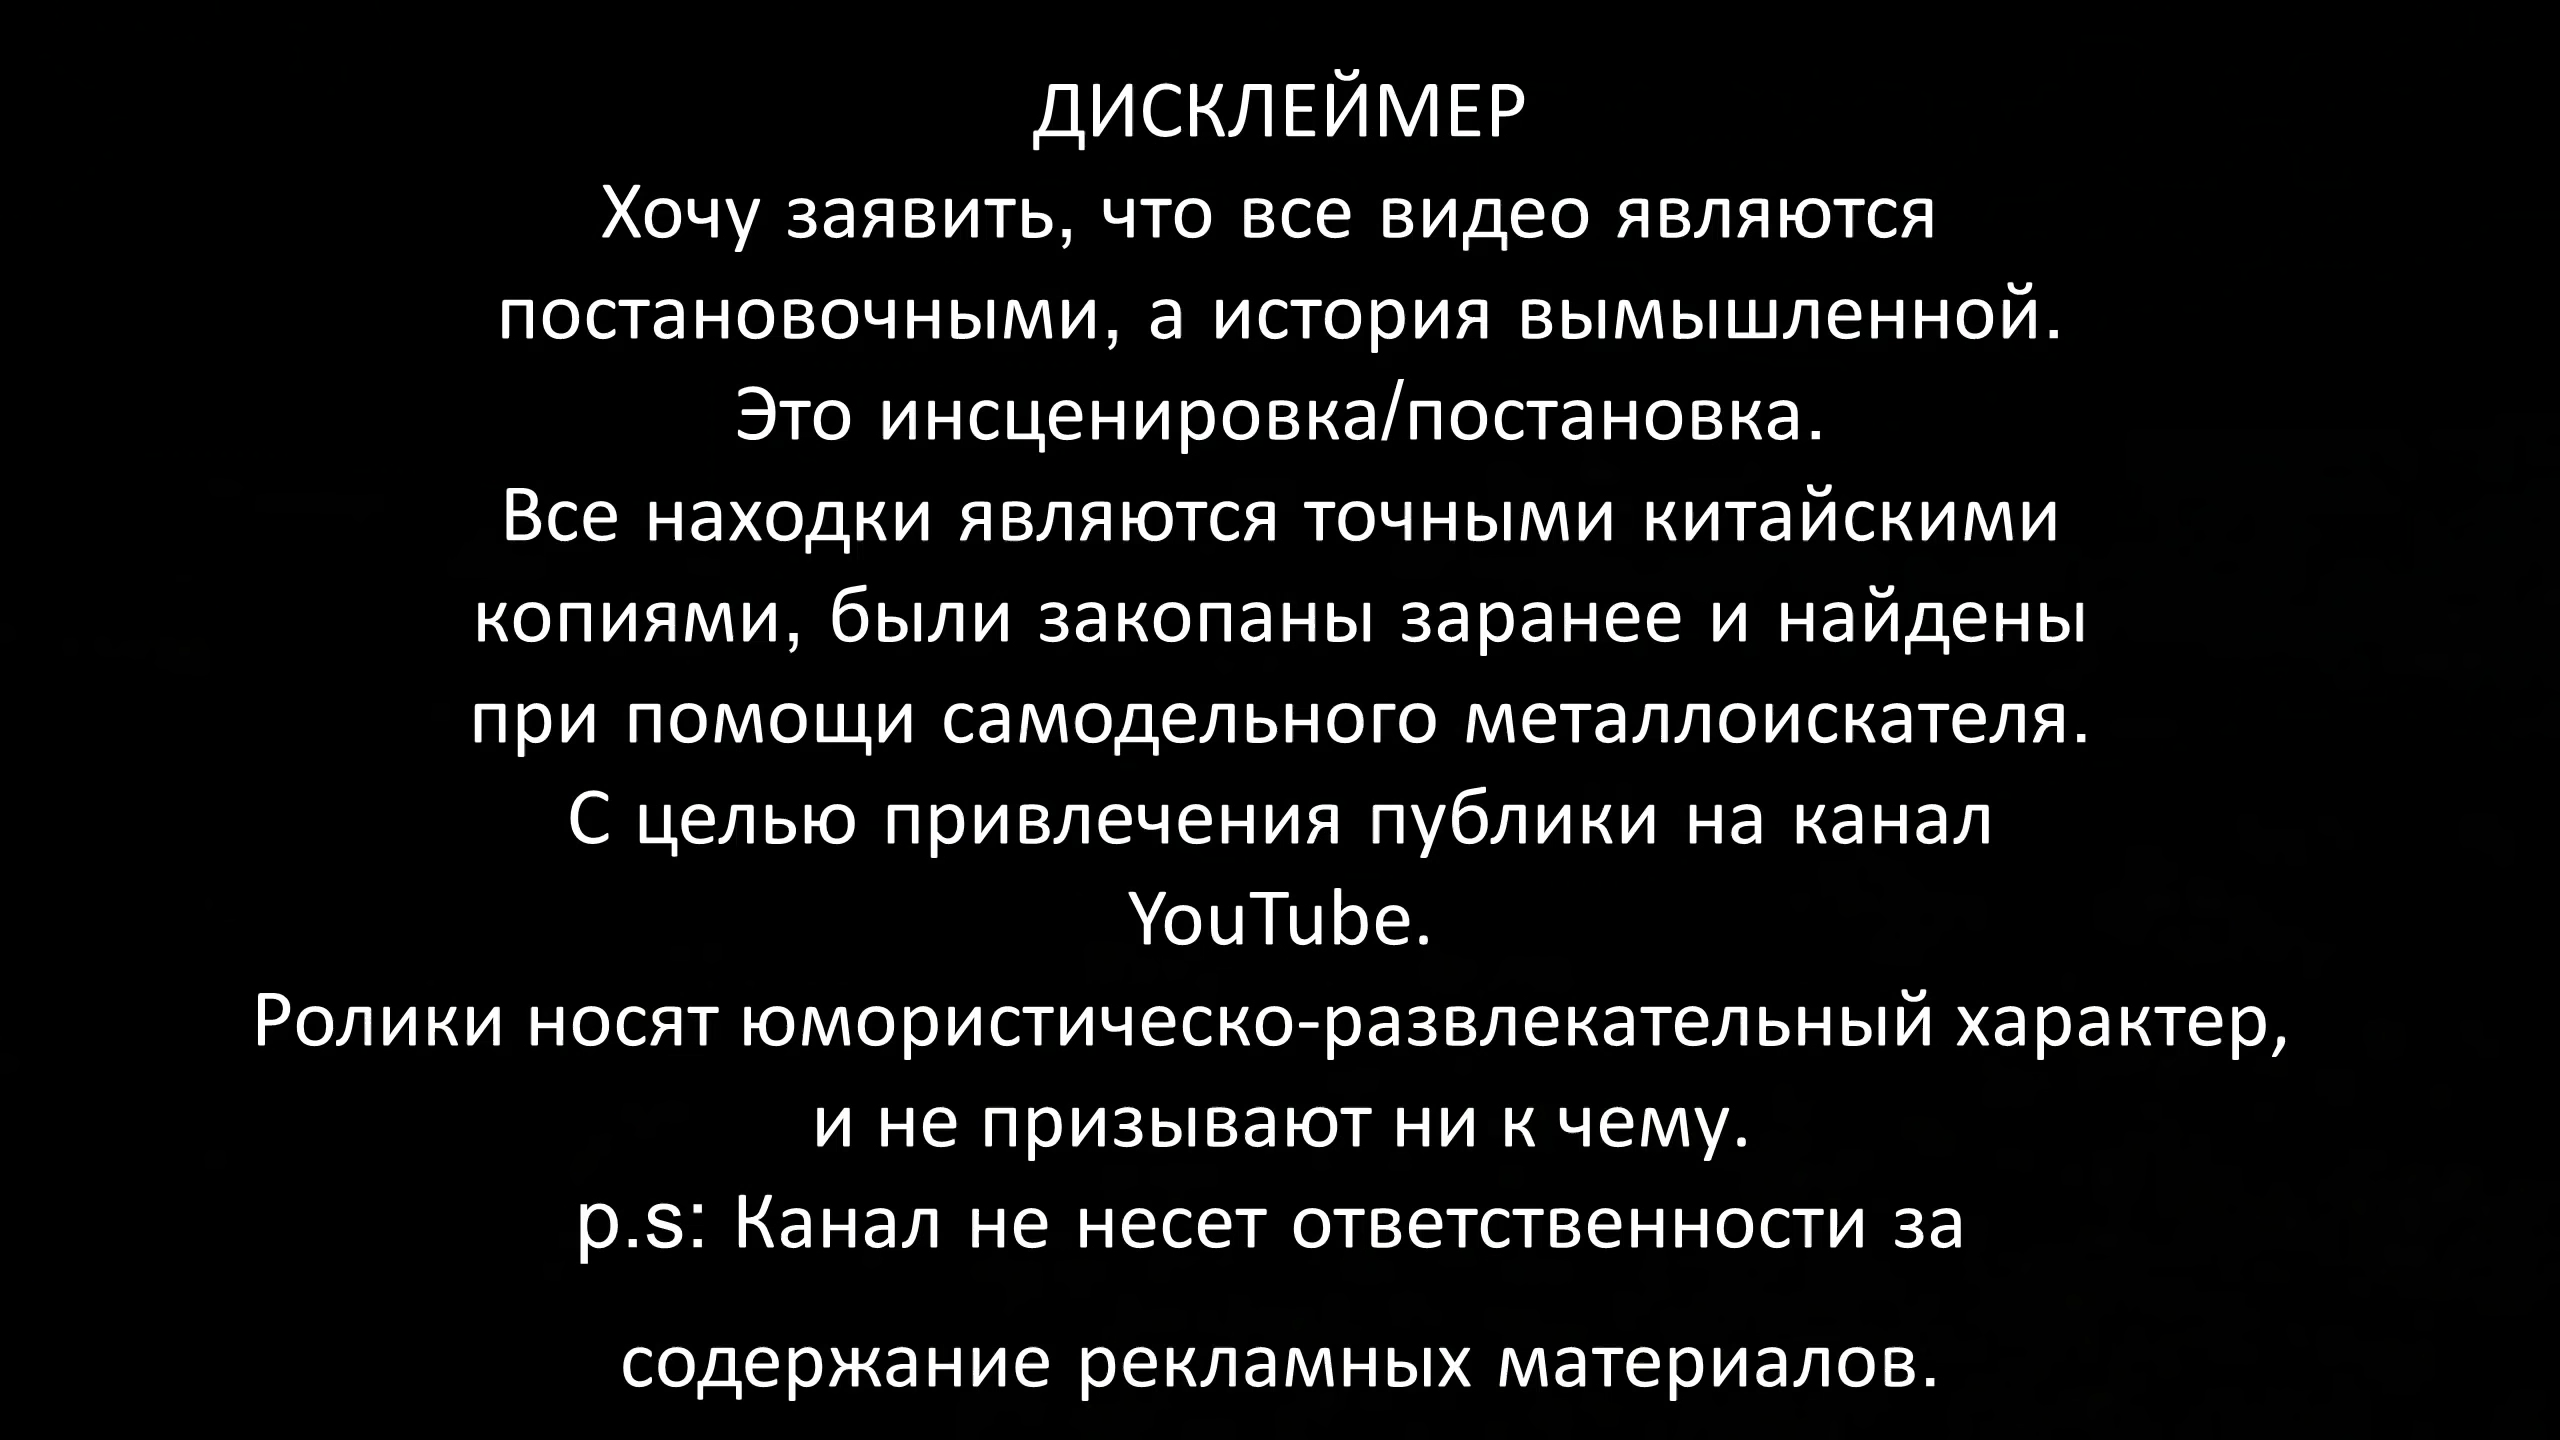 ДИСКЛЕЙМЕР
Хочу заявить, что все видео являются
постановочными, а история вымышленной.
Это инсценировка/постановка.
Все находки являются точными китайскими
копиями, были закопаны заранее и найдены
при помощи самодельного металлоискателя.
С целью привлечения публики на канал
YouTube.
Ролики носят юмористическо-развлекательный характер,
и не призывают ни к чему.
p.s: Канал не несет ответственности за
содержание рекламных материалов.